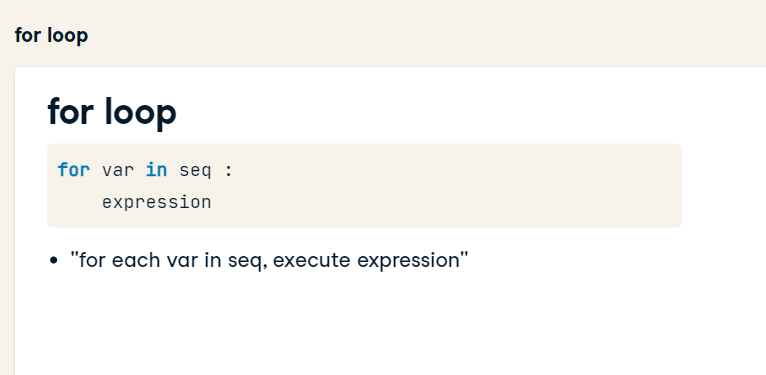 for loop
for loop
for var in seq :
    expression
• "for each var in seq, execute expression"